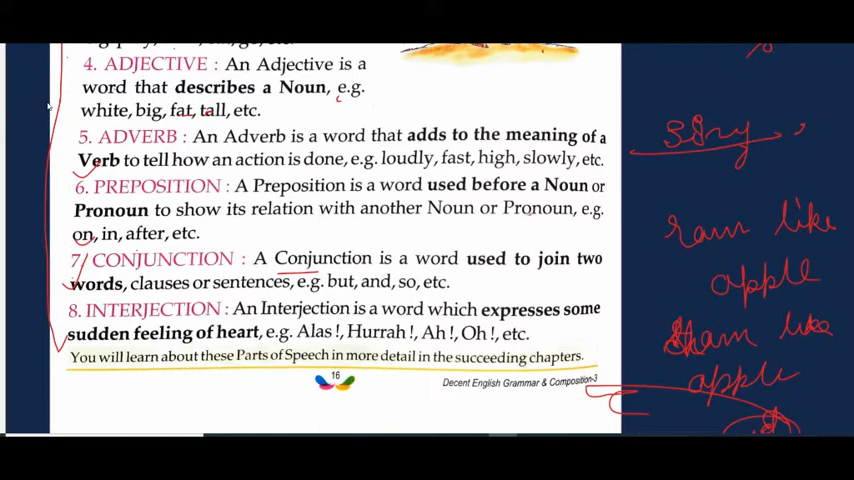 4. ADJECTIVE : An Adjective is a
word that describes a Noun, e.g.
white, big, fat, tall, etc.
5. ADVERB : An Adverb is a word that adds to the meaning of a
Verb to tell how an action is done, e.g. loudly, fast, high, slowly, etc.
6. PREPOSITION : A Preposition is a word used before a Noun or
Pronoun to show its relation with another Noun or Pronoun, e.g.
on, in, after, etc.
7. CONJUNCTION : A Conjunction is a word used to join two
words, clauses or sentences, e.g. but, and, so, etc.
8. INTERJECTION : An Interjection is a word which expresses some
sudden feeling of heart, e.g. Alas !, Hurrah !, Ah !, Oh !, etc.
You will learn about these Parts of Speech in more detail in the succeeding chapters.
16
Decent English Grammar & Composition-3
ram like
apple
sham like
apple